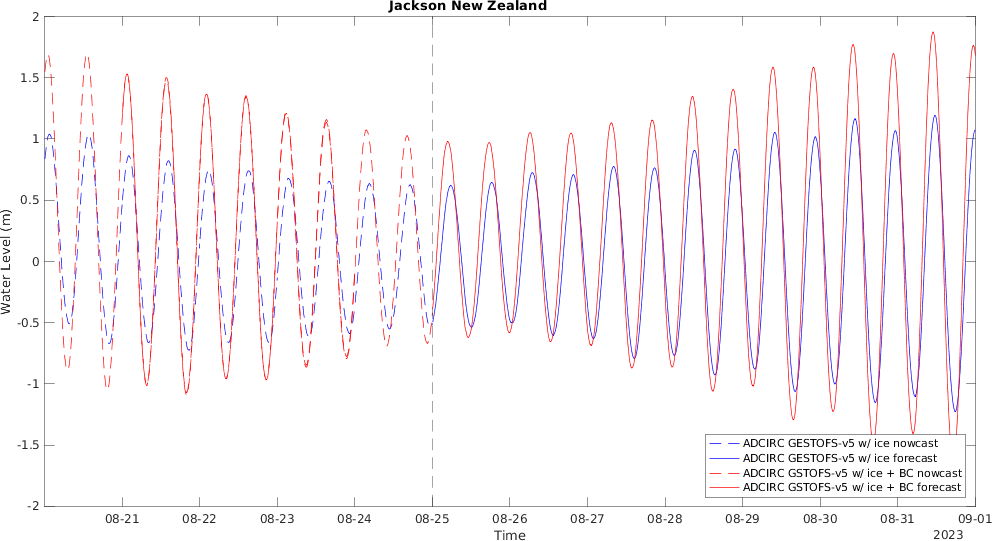 Jackson New Zealand
2
1.5
1
0.5
0
-0.5
-1
-1.5
-2
Water Level (m)
ADCIRC GESTOFS-v5 w/ ice nowcast
ADCIRC GESTOFS-v5 w/ ice forecast
ADCIRC GSTOFS-v5 w/ ice + BC nowcast
ADCIRC GSTOFS-v5 w/ ice + BC forecast
08-21 08-22 08-23 08-24 08-25 08-26 08-27 08-28 08-29 08-30 08-31 09-01
Time
2023